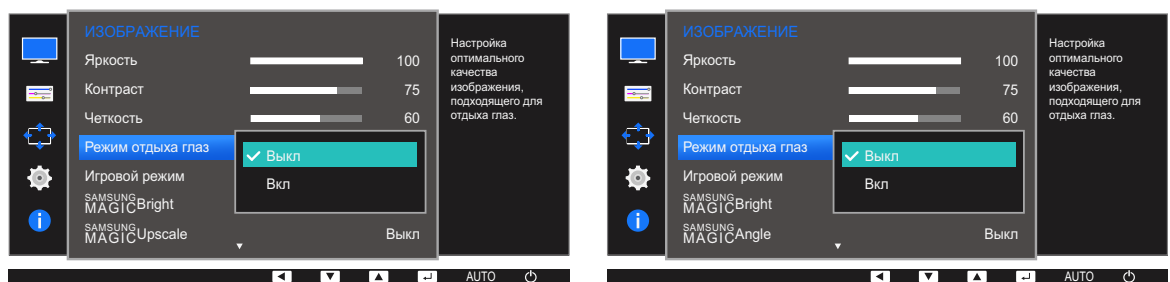 ИЗОБРАЖЕНИЕ
Яркость 100
Контраст 75
Четкость 60
Режим отдыха глаз
Выкл
Вкл
Игровой режим
SAMSUNG
MAGICBright
SAMSUNG
MAGICUpscale Выкл
Настройка
оптимального
качества
изображения,
подходящего для
отдыха глаз.
AUTO
ИЗОБРАЖЕНИЕ
Яркость 100
Контраст 75
Четкость 60
Режим отдыха глаз
Выкл
Вкл
Игровой режим
SAMSUNG
MAGICBright
SAMSUNG
MAGICAngle Выкл
Настройка
оптимального
качества
изображения,
подходящего для
отдыха глаз.
AUTO